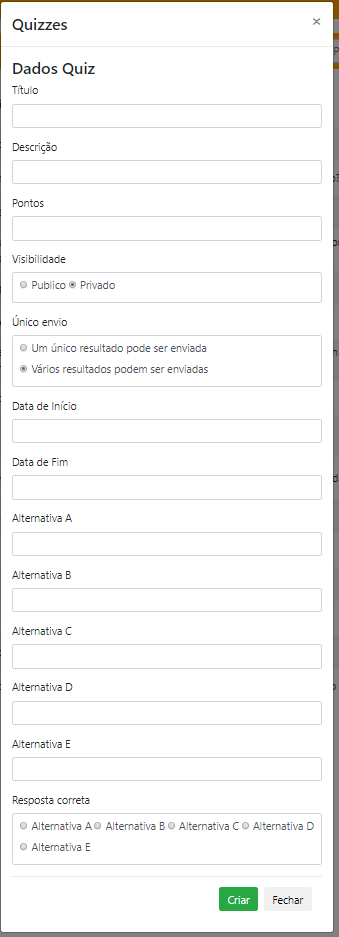 Quizzes ×
Dados Quiz
Título
Descrição
Pontos
Visibilidade
Publico Privado
Único envio
Um único resultado pode ser enviada
Vários resultados podem ser enviadas
Data de Início
Data de Fim
Alternativa A
Alternativa B
Alternativa C
Alternativa D
Alternativa E
Resposta correta
Alternativa A Alternativa B Alternativa C Alternativa D
Alternativa E
Criar Fechar